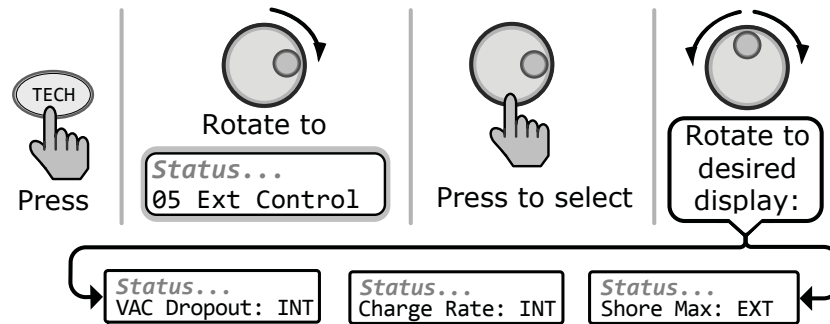 TECH
Press
Rotate to
Status...
05 Ext Control
Press to select
Rotate to
desired
display:
Status...
VAC Dropout: INT
Status...
Charge Rate: INT
Status...
Shore Max: EXT